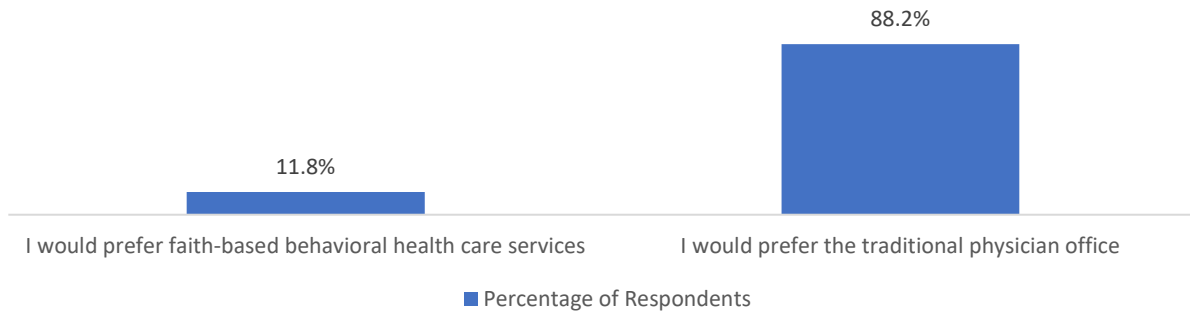 88.2%
11.8%
I would prefer faith-based behavioral health care services
I would prefer the traditional physician office
Percentage of Respondents